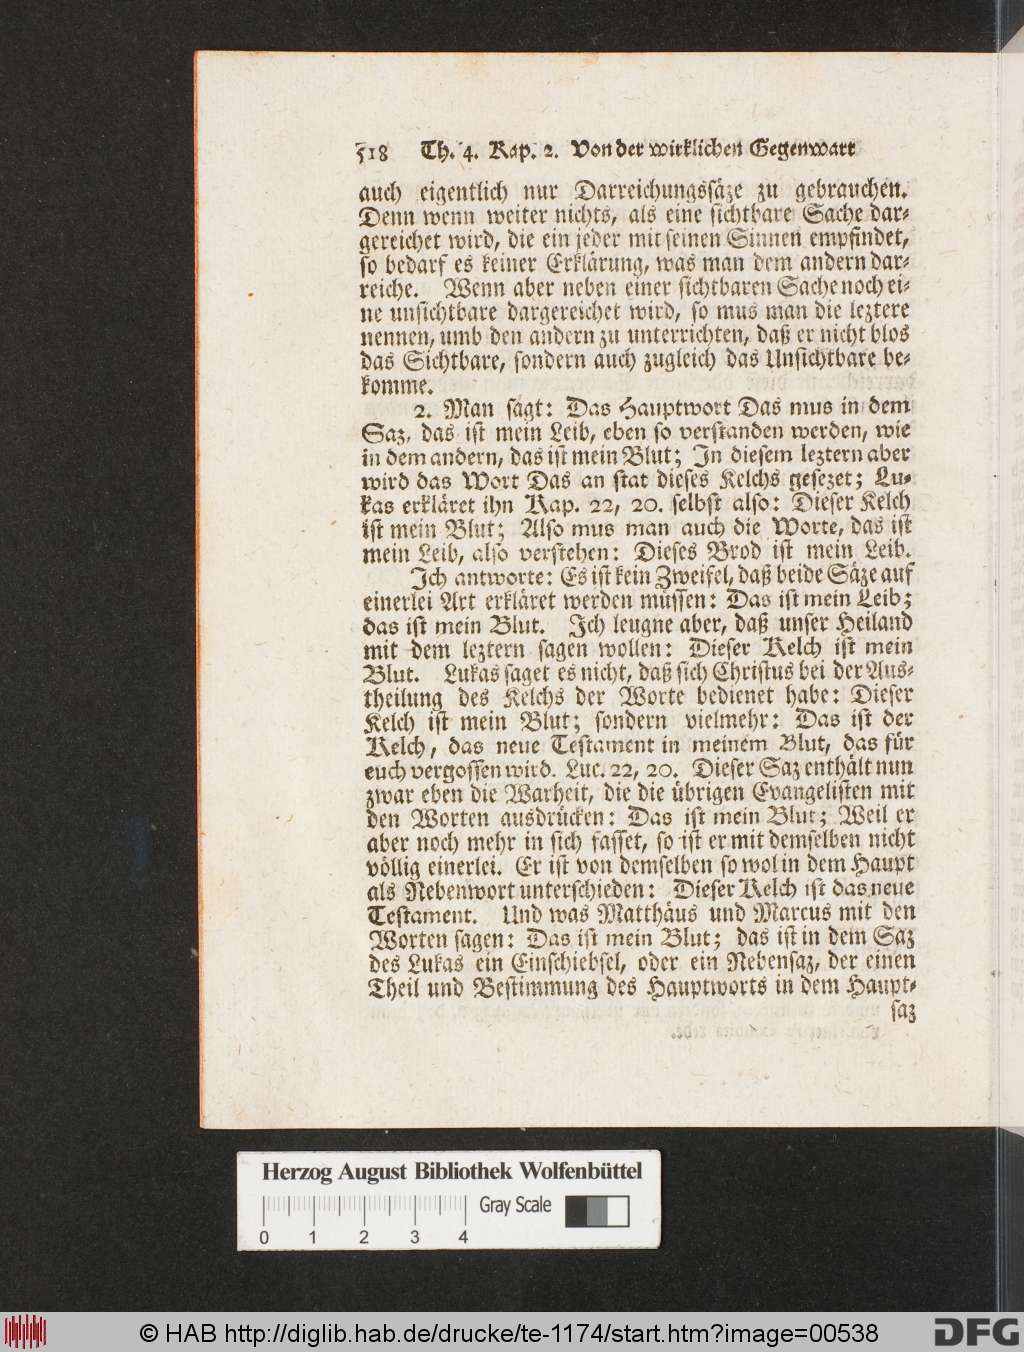 518 Th. 4. Kap. 2. Von der wirklichen Gegenwart
auch eigentlich nur Darreichungssäze zu gebrauchen.
Denn wenn weiter nichts, als eine sichtbare Sache dar-
gereichet wird, die ein jeder mit seinen Sinnen empfindet,
so bedarf es keiner Erklärung, was man dem andern dar-
reiche. Wenn aber neben einer sichtbaren Sache noch ei-
ne unsichtbare dargereichet wird, so mus man die leztere
nennen, umb den andern zu unterrichten, daß er nicht blos
das Sichtbare, sondern auch zugleich das Unsichtbare be-
komme.
2. Man sagt: Das Hauptwort Das mus in dem
Saz, das ist mein Leib, eben so verstanden werden, wie
in dem andern, das ist mein Blut; In diesem leztern aber
wird das Wort Das an stat dieses Kelchs gesezet; Lu-
kas erkläret ihn Kap. 22, 20. selbst also: Dieser Kelch
ist mein Blut; Also mus man auch die Worte, das ist
mein Leib, also verstehen: Dieses Brod ist mein Leib.
Ich antworte: Es ist kein Zweifel, daß beide Säze auf
einerlei Art erkläret werden müssen: Das ist mein Leib;
das ist mein Blut. Ich leugne aber, daß unser Heiland
mit dem leztern sagen wollen: Dieser Kelch ist mein
Blut. Lukas saget es nicht, daß sich Christus bei der Aus-
theilung des Kelchs der Worte bedienet habe: Dieser
Kelch ist mein Blut; sondern vielmehr: Das ist der
Kelch, das neue Testament in meinem Blut, das für
euch vergossen wird. Luc. 22, 20. Dieser Saz enthält nun
zwar eben die Warheit, die die übrigen Evangelisten mit
den Worten ausdrücken: Das ist mein Blut; Weil er
aber noch mehr in sich fasset, so ist er mit demselben nicht
völlig einerlei. Er ist von demselben so wol in dem Haupt
als Nebenwort unterschieden: Dieser Kelch ist das neue
Testament. Und was Matthäus und Marcus mit den
Worten sagen: Das ist mein Blut; das ist in dem Saz
des Lukas ein Einschiebsel, oder ein Nebensaz, der einen
Theil und Bestimmung des Hauptworts in dem Haupt-
saz
Herzog August Bibliothek Wolfenbüttel
Gray Scale
0 1 2 3 4
© HAB http://diglib.hab.de/drucke/te-1174/start.htm?image=00538
DFG